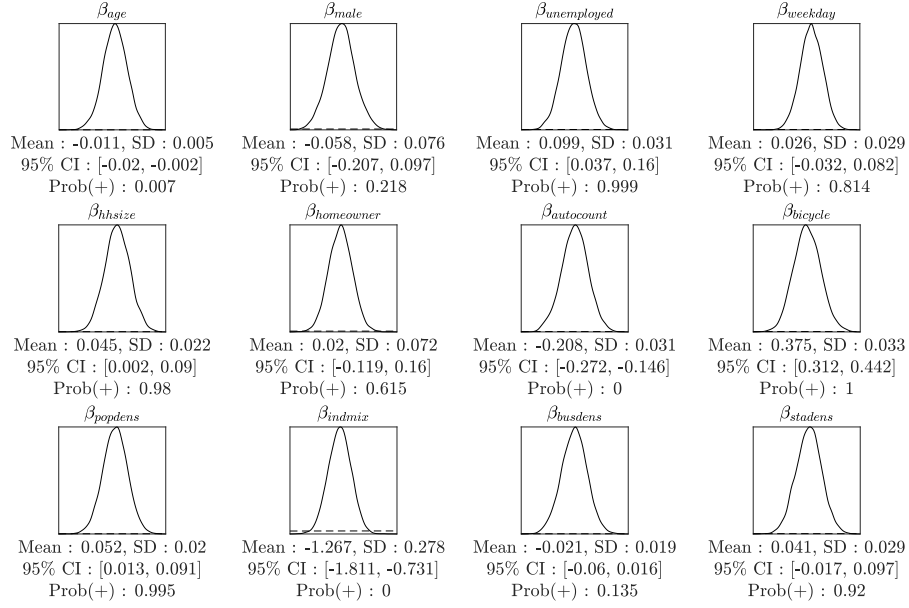 β_age
Mean : -0.011, SD : 0.005
95% CI : [-0.02, -0.002]
Prob(+) : 0.007
β_male
Mean : -0.058, SD : 0.076
95% CI : [-0.207, 0.097]
Prob(+) : 0.218
β_unemployed
Mean : 0.099, SD : 0.031
95% CI : [0.037, 0.16]
Prob(+) : 0.999
β_weekday
Mean : 0.026, SD : 0.029
95% CI : [-0.032, 0.082]
Prob(+) : 0.814
β_hhsize
Mean : 0.045, SD : 0.022
95% CI : [0.002, 0.09]
Prob(+) : 0.98
β_homeowner
Mean : 0.02, SD : 0.072
95% CI : [-0.119, 0.16]
Prob(+) : 0.615
β_autocount
Mean : -0.208, SD : 0.031
95% CI : [-0.272, -0.146]
Prob(+) : 0
β_bicycle
Mean : 0.375, SD : 0.033
95% CI : [0.312, 0.442]
Prob(+) : 1
β_popdens
Mean : 0.052, SD : 0.02
95% CI : [0.013, 0.091]
Prob(+) : 0.995
β_indmix
Mean : -1.267, SD : 0.278
95% CI : [-1.811, -0.731]
Prob(+) : 0
β_busdens
Mean : -0.021, SD : 0.019
95% CI : [-0.06, 0.016]
Prob(+) : 0.135
β_stadens
Mean : 0.041, SD : 0.029
95% CI : [-0.017, 0.097]
Prob(+) : 0.92